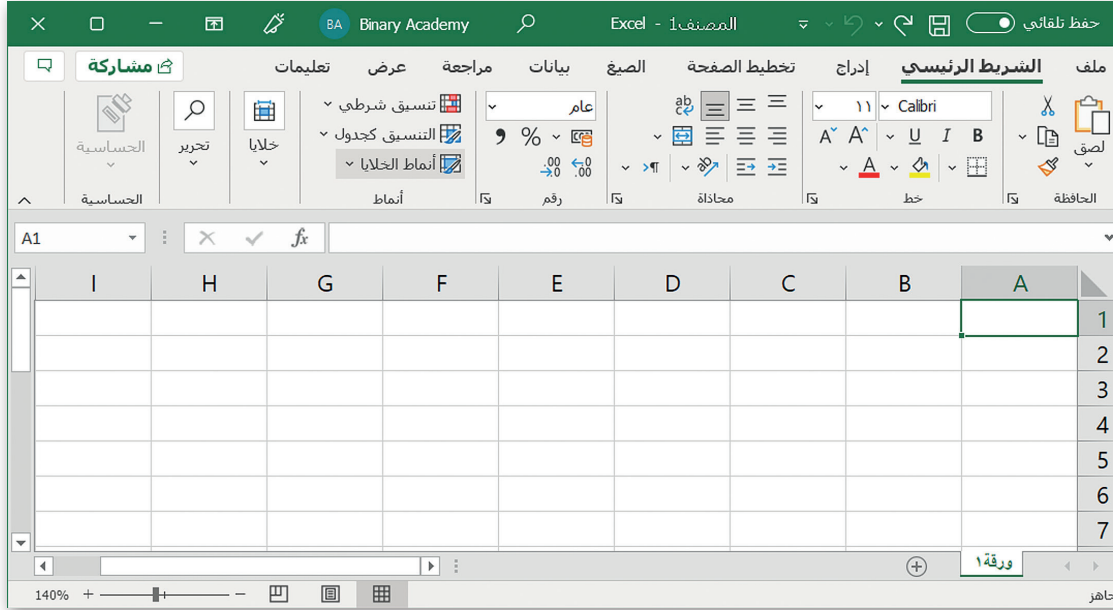 حفظ تلقائي المصنف1 - Excel Binary Academy BA
ملف الشريط الرئيسي إدراج تخطيط الصفحة الصيغ بيانات مراجعة عرض تعليمات مشاركة
لصق
Calibri ١١
B I U A A
A
الحافظة
خط
ab
محاذاة
عام
%
رقم
تنسيق شرطي
التنسيق كجدول
أنماط الخلايا
أنماط
خلايا
تحرير
الحساسية
الحساسية
A1 fx
A B C D E F G H I
1
2
3
4
5
6
7
ورقة١
جاهز 140%